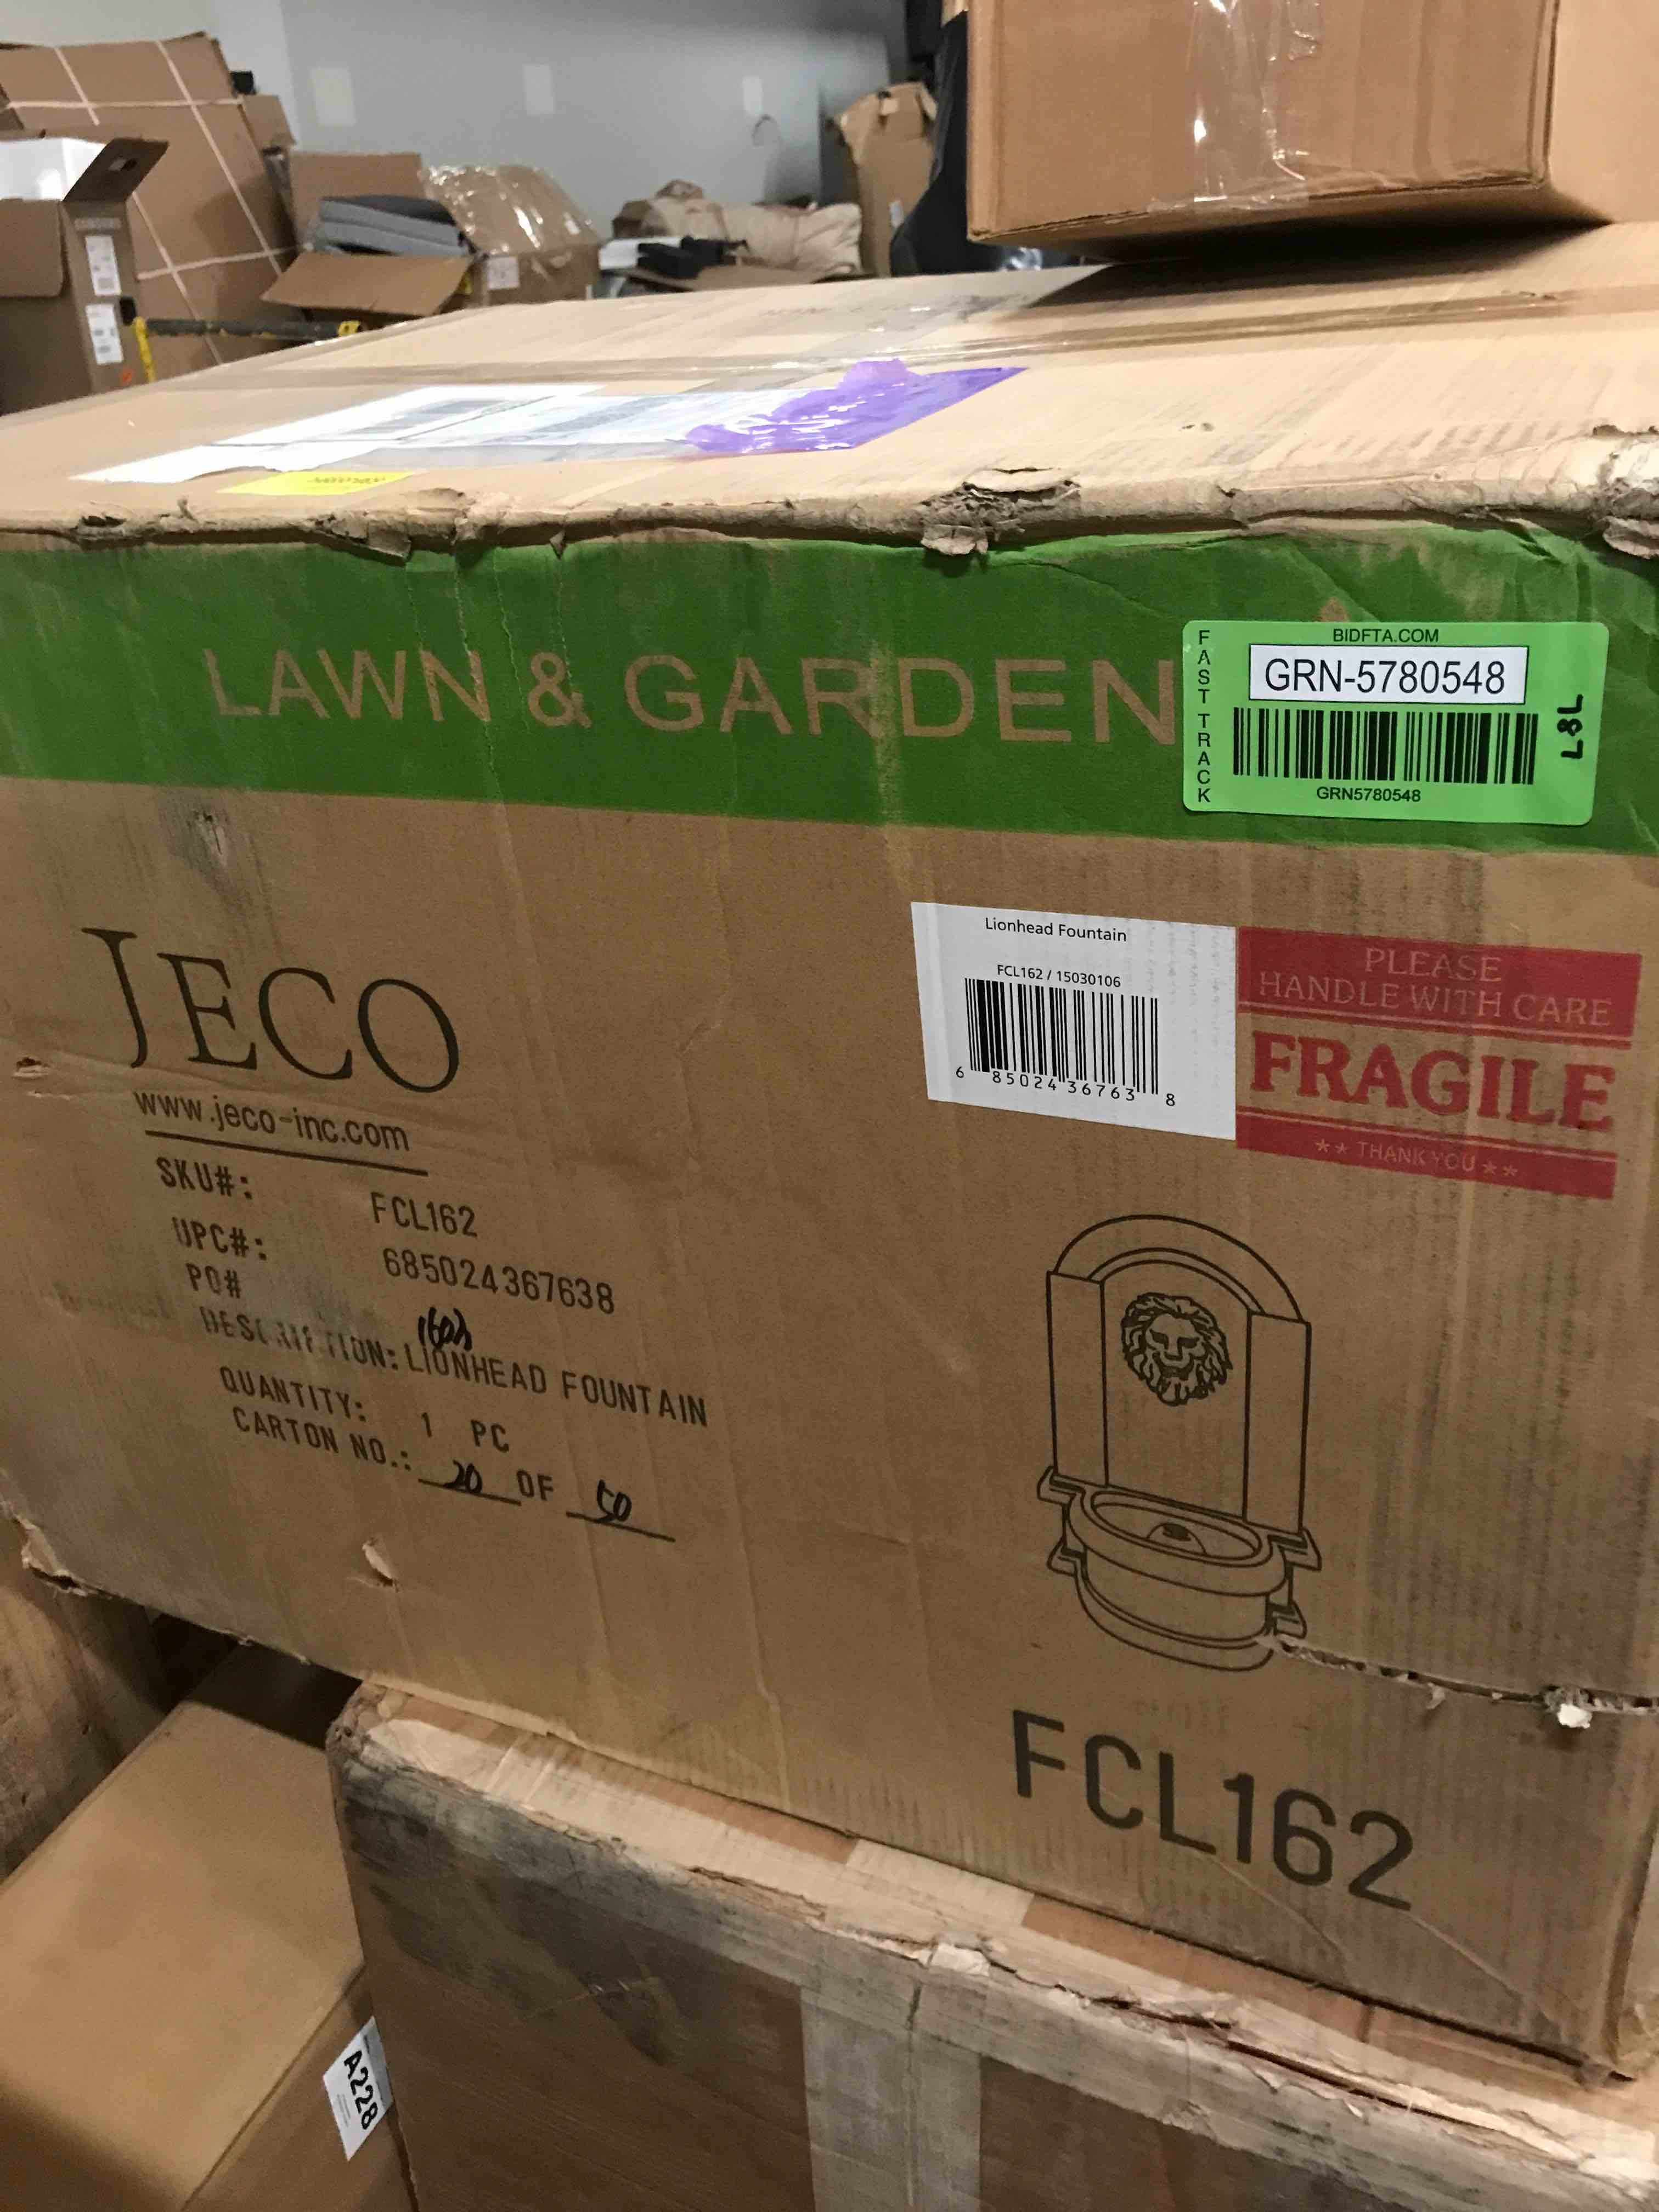 LAWN & GARDEN
FAST TRACK
BIDFTA.COM
GRN-5780548
GRN5780548
L8L
Lionhead Fountain
FCL162 / 15030106
6 85024 36763 8
PLEASE
HANDLE WITH CARE
FRAGILE
★★ THANK YOU ★★
JECO
www.jeco-inc.com
SKU#: FCL162
UPC#: 685024367638
PO#
DESCRIPTION: LIONHEAD FOUNTAIN
QUANTITY: 1 PC
CARTON NO.: 20 OF 50
FCL162
A228